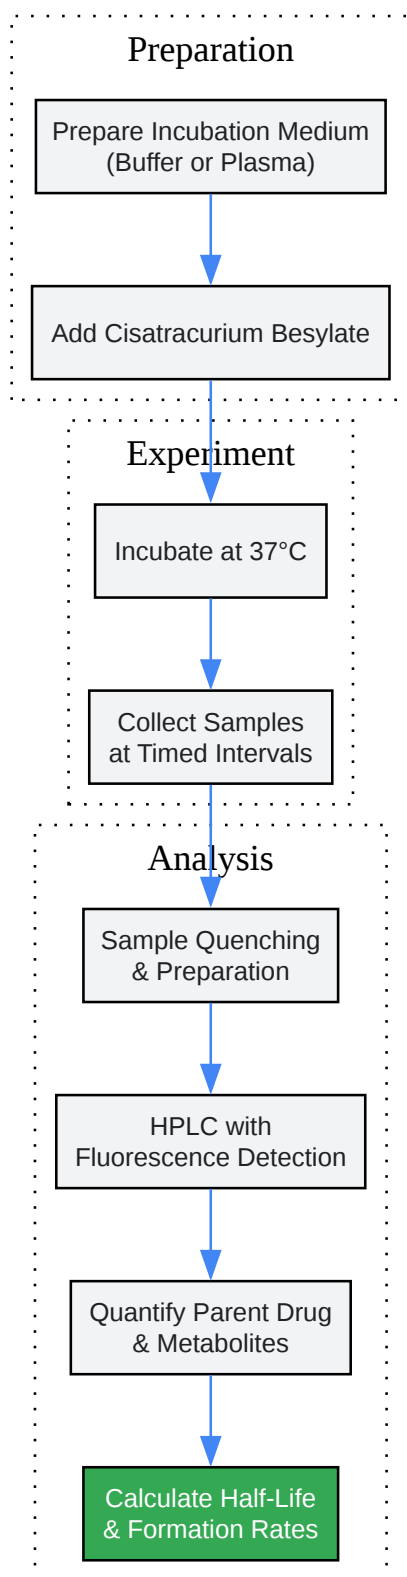 Preparation
Prepare Incubation Medium
(Buffer or Plasma)
Add Cisatracurium Besylate
Experiment
Incubate at 37°C
Collect Samples
at Timed Intervals
Analysis
Sample Quenching
& Preparation
HPLC with
Fluorescence Detection
Quantify Parent Drug
& Metabolites
Calculate Half-Life
& Formation Rates